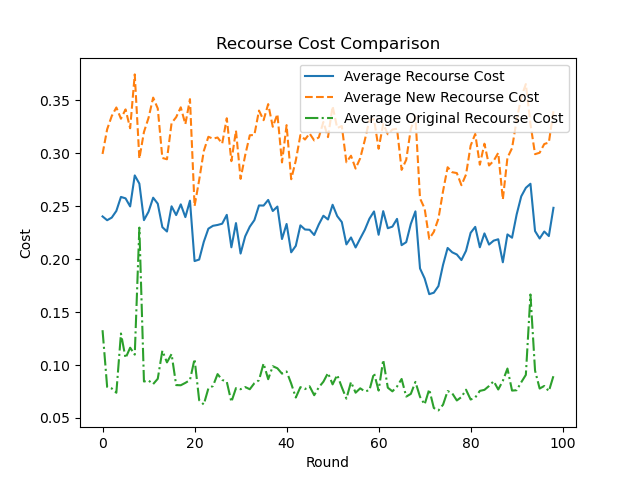 Recourse Cost Comparison
Average Recourse Cost
Average New Recourse Cost
Average Original Recourse Cost
Cost
0.35
0.30
0.25
0.20
0.15
0.10
0.05
0 20 40 60 80 100
Round